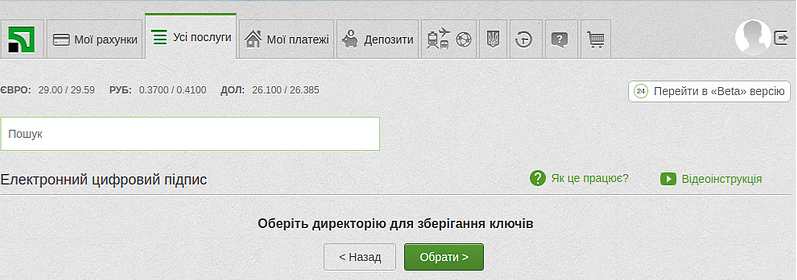 Мої рахунки Усі послуги Мої платежі Депозити
ЄВРО: 29.00 / 29.59 РУБ: 0.3700 / 0.4100 ДОЛ: 26.100 / 26.385 24 Перейти в «Beta» версію
Пошук
Електронний цифровий підпис ? Як це працює? Відеоінструкція
Оберіть директорію для зберігання ключів
< Назад Обрати >